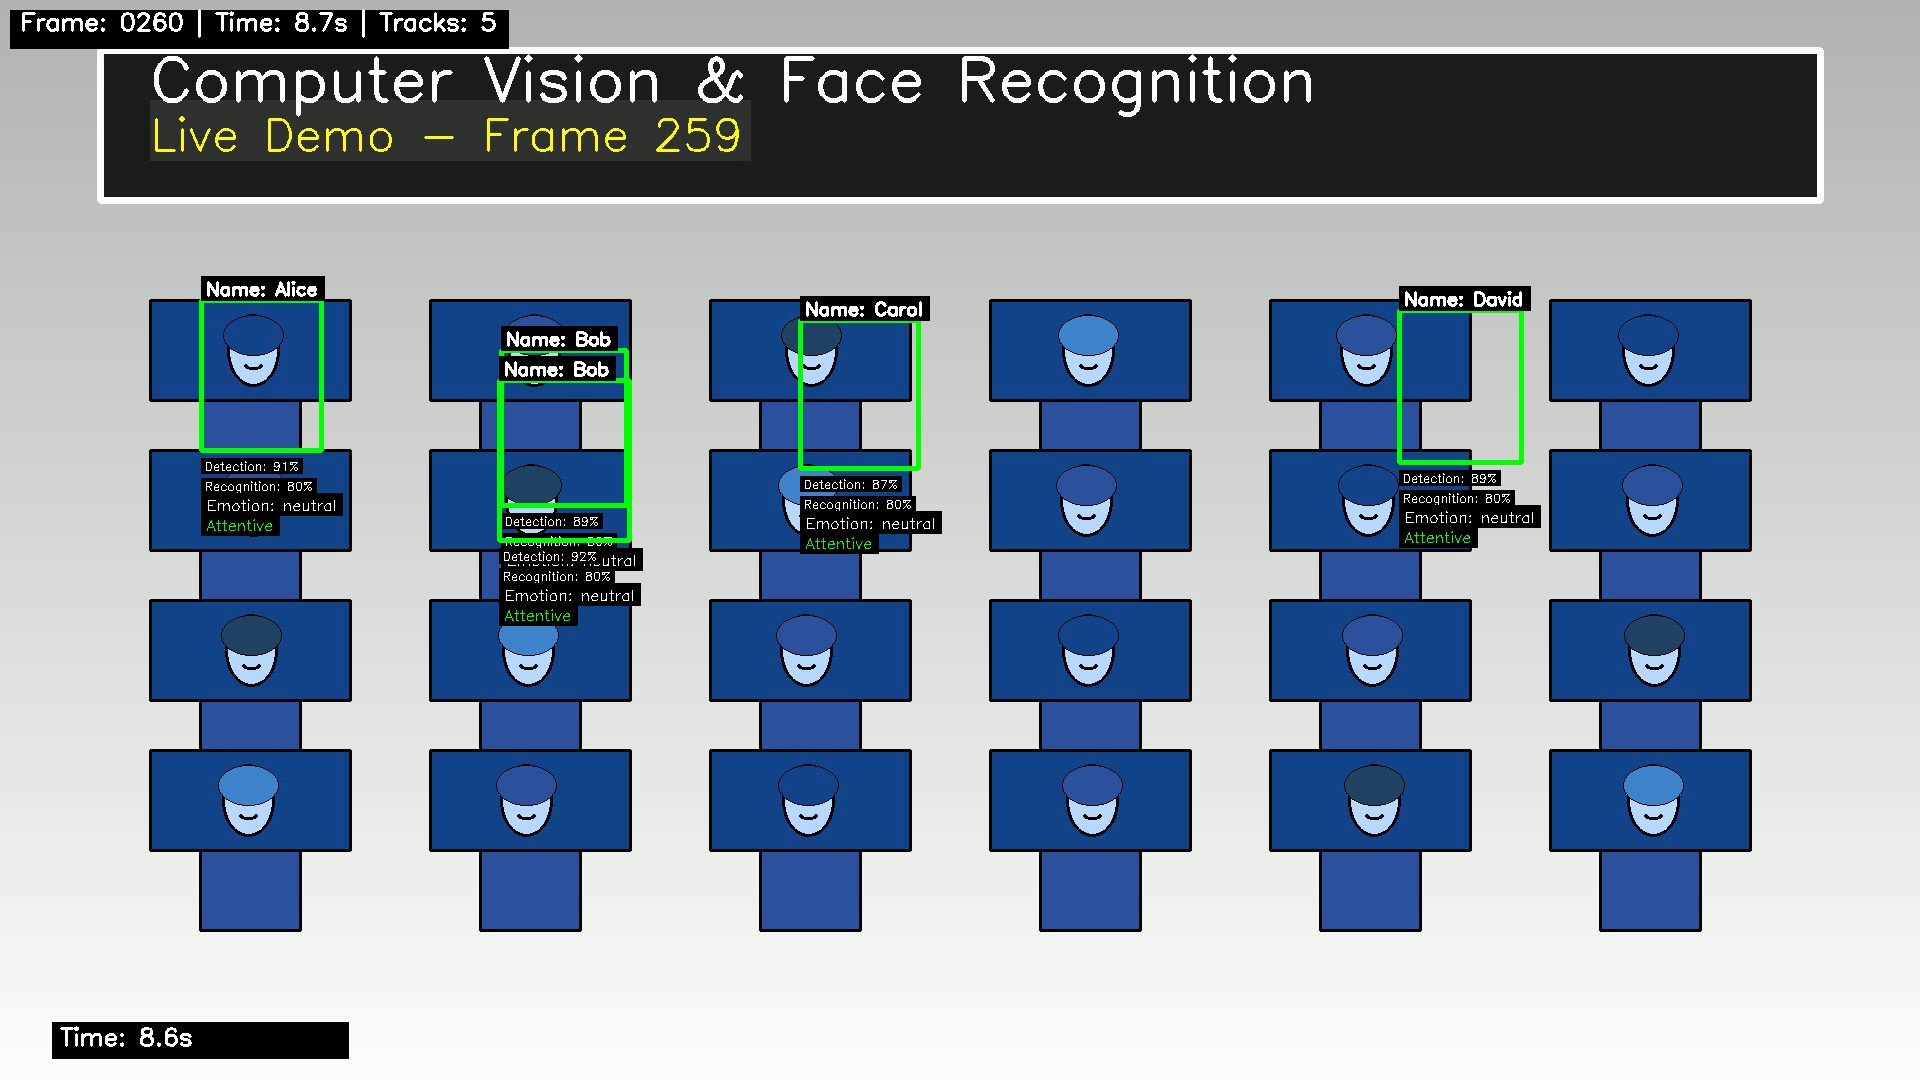 Frame: 0260 | Time: 8.7s | Tracks: 5
Computer Vision & Face Recognition
Live Demo - Frame 259
Name: Alice
Detection: 91%
Recognition: 80%
Emotion: neutral
Attentive
Name: Bob
Name: Bob
Detection: 89%
Detection: 92%
Recognition: 80%
Emotion: neutral
Attentive
Name: Carol
Detection: 87%
Recognition: 80%
Emotion: neutral
Attentive
Name: David
Detection: 89%
Recognition: 80%
Emotion: neutral
Attentive
Time: 8.6s